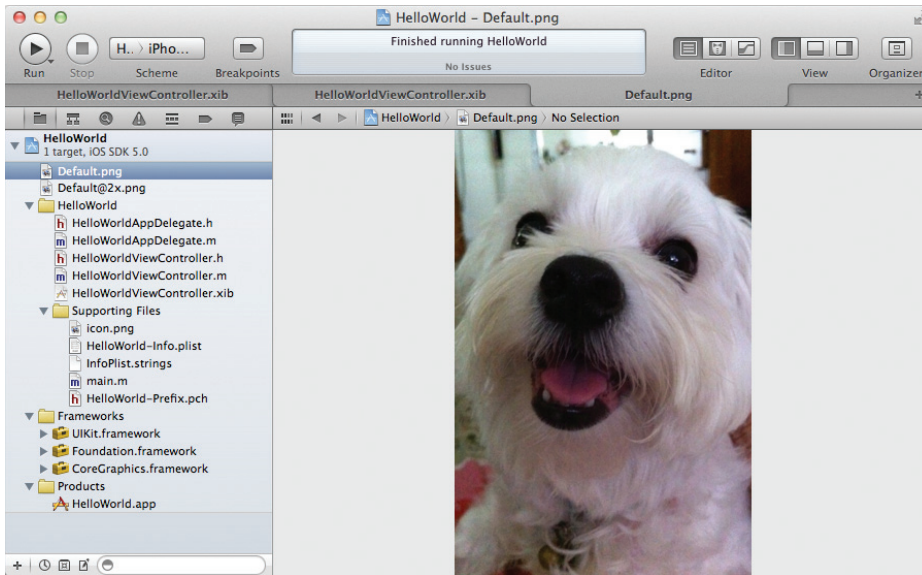 HelloWorld – Default.png
H.. 〉 iPho...
Finished running HelloWorld
No Issues
Run
Stop
Scheme
Breakpoints
Editor
View
Organizer
HelloWorldViewController.xib
HelloWorldViewController.xib
Default.png
+
HelloWorld 〉 Default.png 〉 No Selection
HelloWorld
1 target, iOS SDK 5.0
Default.png
Default@2x.png
HelloWorld
h HelloWorldAppDelegate.h
m HelloWorldAppDelegate.m
h HelloWorldViewController.h
m HelloWorldViewController.m
HelloWorldViewController.xib
Supporting Files
icon.png
HelloWorld-Info.plist
InfoPlist.strings
m main.m
h HelloWorld-Prefix.pch
Frameworks
UIKit.framework
Foundation.framework
CoreGraphics.framework
Products
HelloWorld.app
+